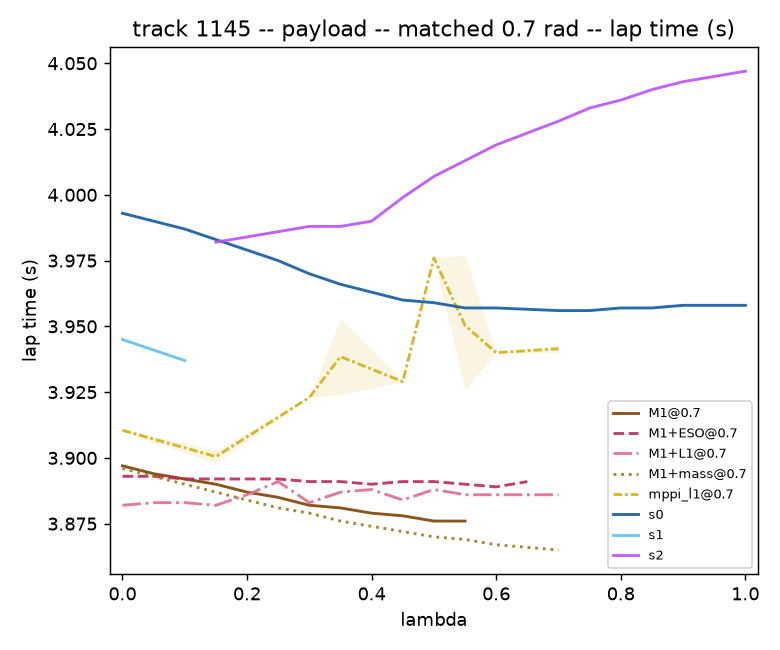 track 1145 -- payload -- matched 0.7 rad -- lap time (s)
lap time (s)
4.050
4.025
4.000
3.975
3.950
3.925
3.900
3.875
M1@0.7
M1+ESO@0.7
M1+L1@0.7
M1+mass@0.7
mppi_l1@0.7
s0
s1
s2
0.0 0.2 0.4 0.6 0.8 1.0
lambda